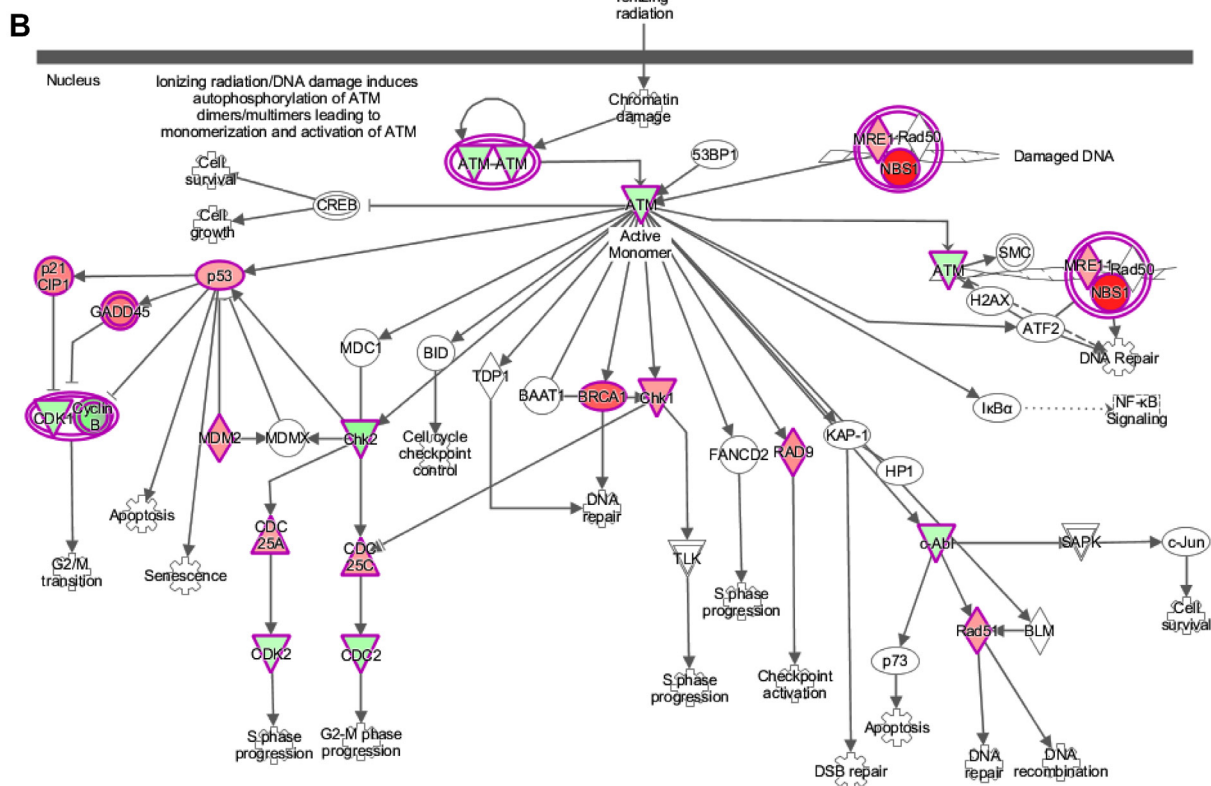 B
Ionizing
radiation
Nucleus
Ionizing radiation/DNA damage induces
autophosphorylation of ATM
dimers/multimers leading to
monomerization and activation of ATM
Chromatin
damage
MRE11
Rad50
NBS1
Damaged DNA
ATM
ATM
53BP1
Cell
survival
CREB
ATM
Cell
growth
Active
Monomer
p21
CIP1
p53
GADD45
ATM
SMC
MRE11
Rad50
NBS1
H2AX
ATF2
DNA Repair
MDC1
BID
TDP1
BAAT1
BRCA1
Chk1
IκBα
NF-κB
Signaling
CDK1
Cyclin
B
MDM2
MDMX
Chk2
Cell cycle
checkpoint
control
FANCD2
RAD9
KAP-1
HP1
Apoptosis
DNA
repair
CDC
25A
CDC
25C
TLK
c-Abl
SAPK
c-Jun
G2/M
transition
Senescence
S phase
progression
Cell
survival
CDK2
CDC2
Rad51
BLM
p73
S phase
progression
Checkpoint
activation
S phase
progression
G2-M phase
progression
Apoptosis
DSB repair
DNA
repair
DNA
recombination